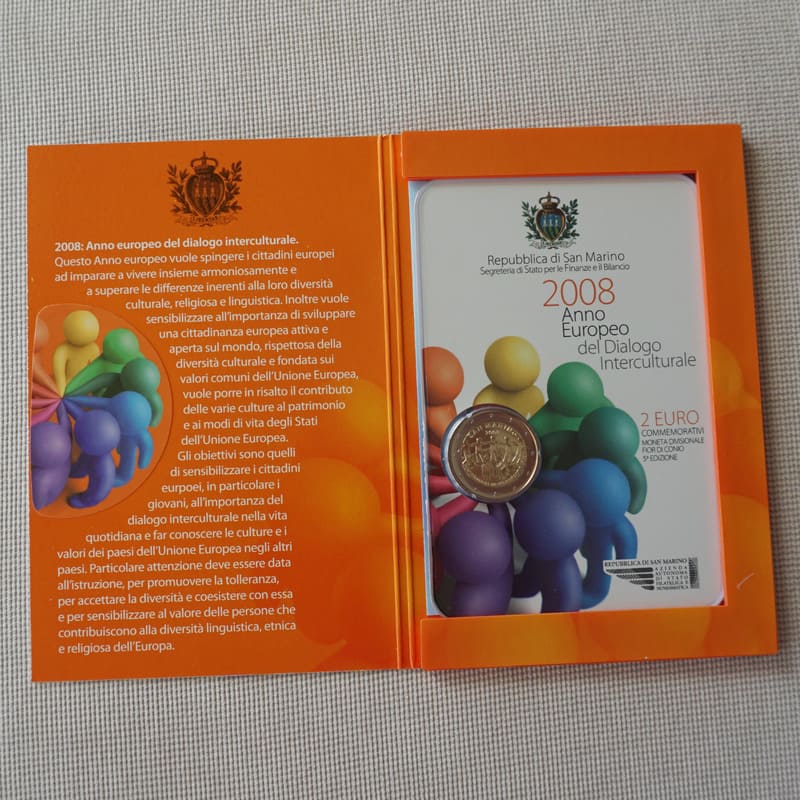 2008: Anno europeo del dialogo interculturale.
Questo Anno europeo vuole spingere i cittadini europei
ad imparare a vivere insieme armoniosamente e
a superare le differenze inerenti alla loro diversità
culturale, religiosa e linguistica. Inoltre vuole
sensibilizzare all'importanza di sviluppare
una cittadinanza europea attiva e
aperta sul mondo, rispettosa della
diversità culturale e fondata sui
valori comuni dell'Unione Europea,
vuole porre in risalto il contributo
delle varie culture al patrimonio
e ai modi di vita degli Stati
dell'Unione Europea.
Gli obiettivi sono quelli
di sensibilizzare i cittadini
eurpoei, in particolare i
giovani, all'importanza del
dialogo interculturale nella vita
quotidiana e far conoscere le culture e i
valori dei paesi dell'Unione Europea negli altri
paesi. Particolare attenzione deve essere data
all'istruzione, per promuovere la tolleranza,
per accettare la diversità e coesistere con essa
e per sensibilizzare al valore delle persone che
contribuiscono alla diversità linguistica, etnica
e religiosa dell'Europa.
Repubblica di San Marino
Segreteria di Stato per le Finanze e il Bilancio
2008
Anno
Europeo
del Dialogo
Interculturale
2 EURO
COMMEMORATIVI
MONETA DIVISIONALE
FIOR DI CONIO
5ª EDIZIONE
SAN MARINO
2008
REPUBBLICA DI SAN MARINO
AZIENDA
AUTONOMA
DI STATO
FILATELICA E
NUMISMATICA